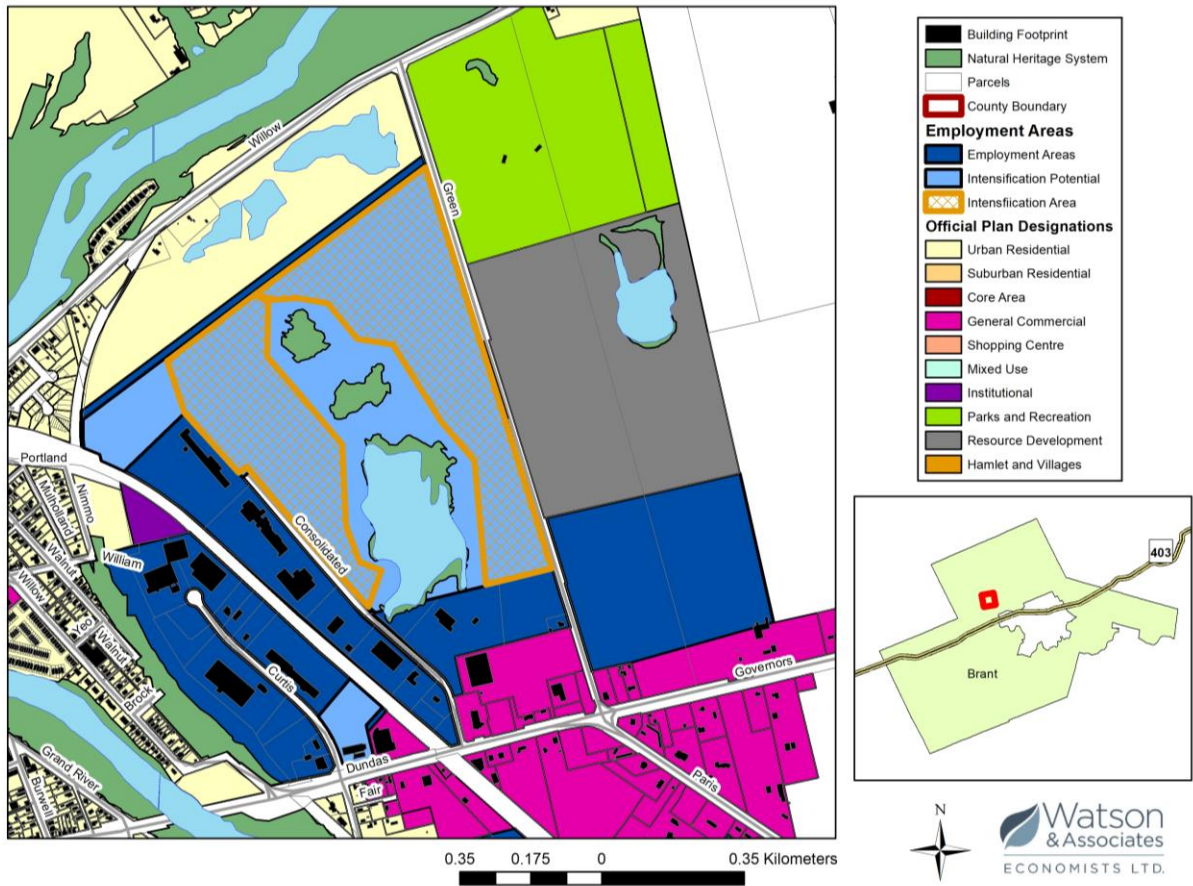 Willow
Green
Portland
Nimmo
Mulholland
Walnut
William
Willow
Yeo
Walnut
Brock
Consolidated
Curtis
Grand River
Burwell
Dundas
Fair
Governors
Paris
Building Footprint
Natural Heritage System
Parcels
County Boundary
Employment Areas
Employment Areas
Intensification Potential
Intensfiication Area
Official Plan Designations
Urban Residential
Suburban Residential
Core Area
General Commercial
Shopping Centre
Mixed Use
Institutional
Parks and Recreation
Resource Development
Hamlet and Villages
403
Brant
N
Watson
& Associates
ECONOMISTS LTD.
0.35 0.175 0 0.35 Kilometers